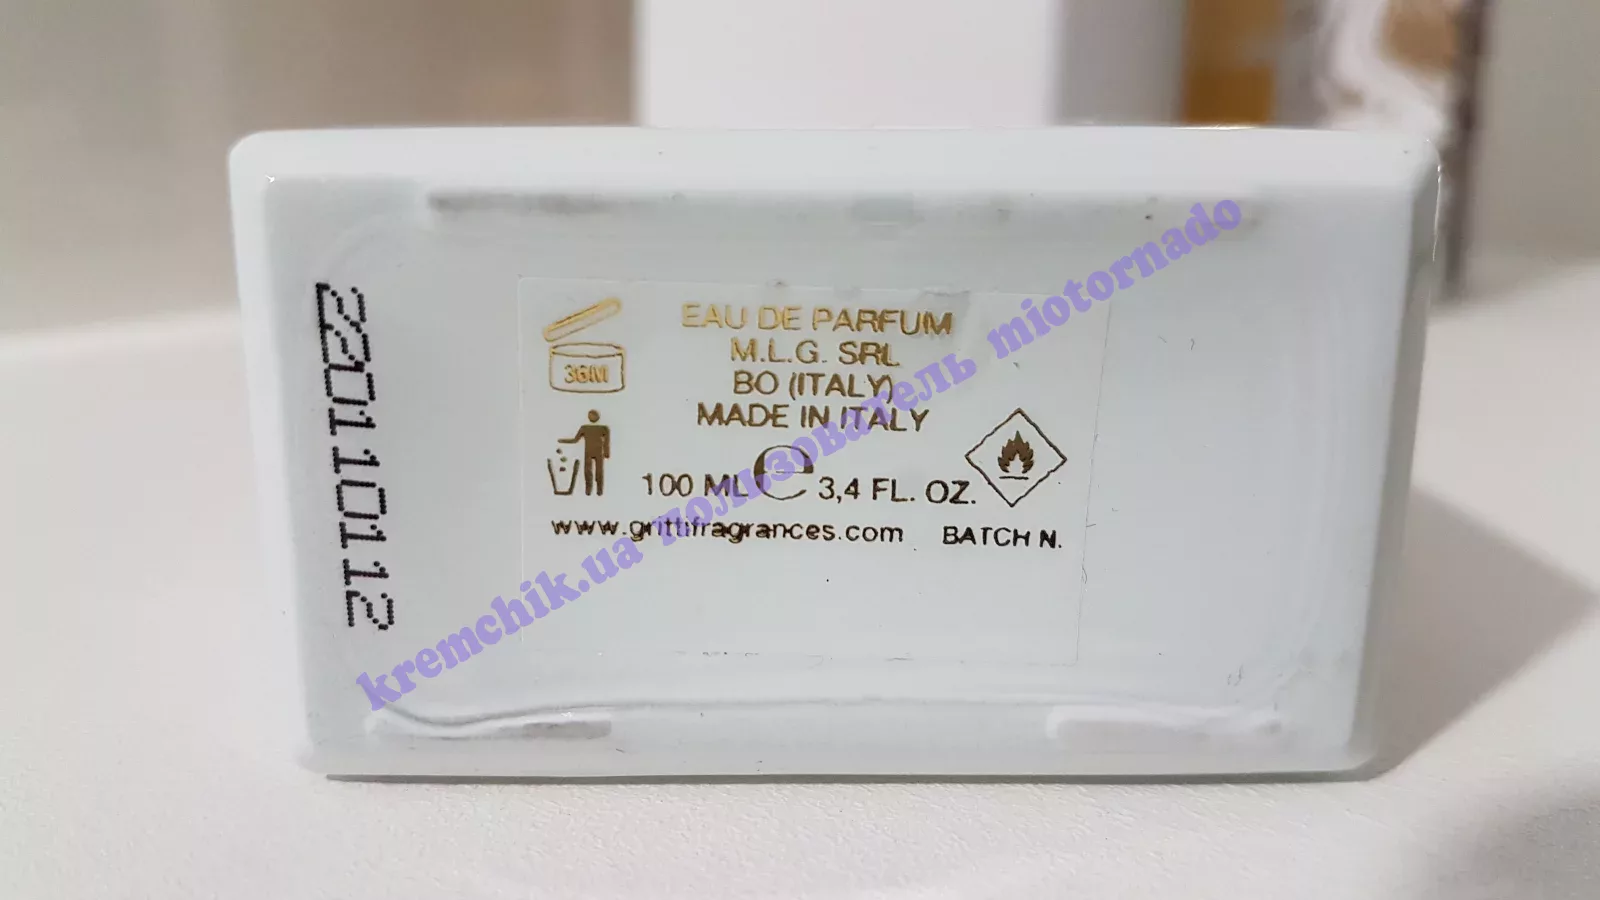 22011012
36M
EAU DE PARFUM
M.L.G. SRL
BO (ITALY)
MADE IN ITALY
100 ML e 3,4 FL. OZ.
www.grittifragrances.com BATCH N.
kremchik.ua пользователь miotornado